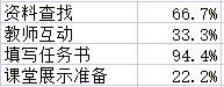 资料查找 66.7%
教师互动 33.3%
填写任务书 94.4%
课堂展示准备 22.2%